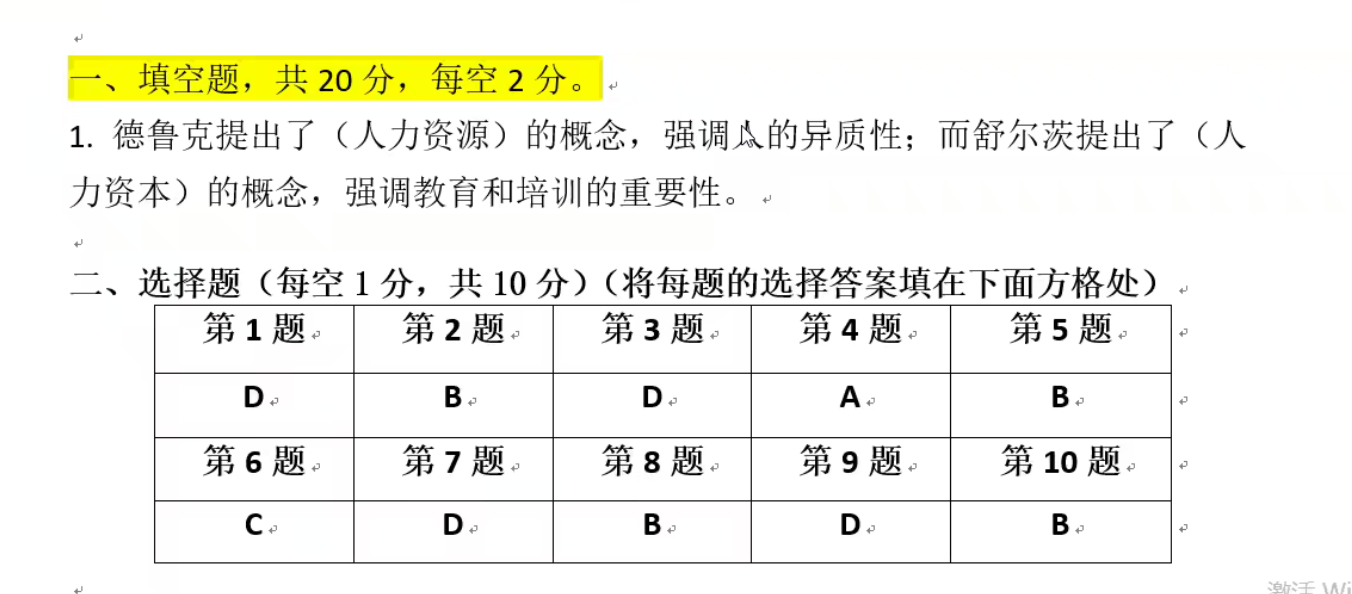 一、填空题，共 20 分，每空 2 分。
1. 德鲁克提出了（人力资源）的概念，强调人的异质性；而舒尔茨提出了（人
力资本）的概念，强调教育和培训的重要性。
二、选择题（每空 1 分，共 10 分）（将每题的选择答案填在下面方格处）
第 1 题 第 2 题 第 3 题 第 4 题 第 5 题
D B D A B
第 6 题 第 7 题 第 8 题 第 9 题 第 10 题
C D B D B
激活 Wi